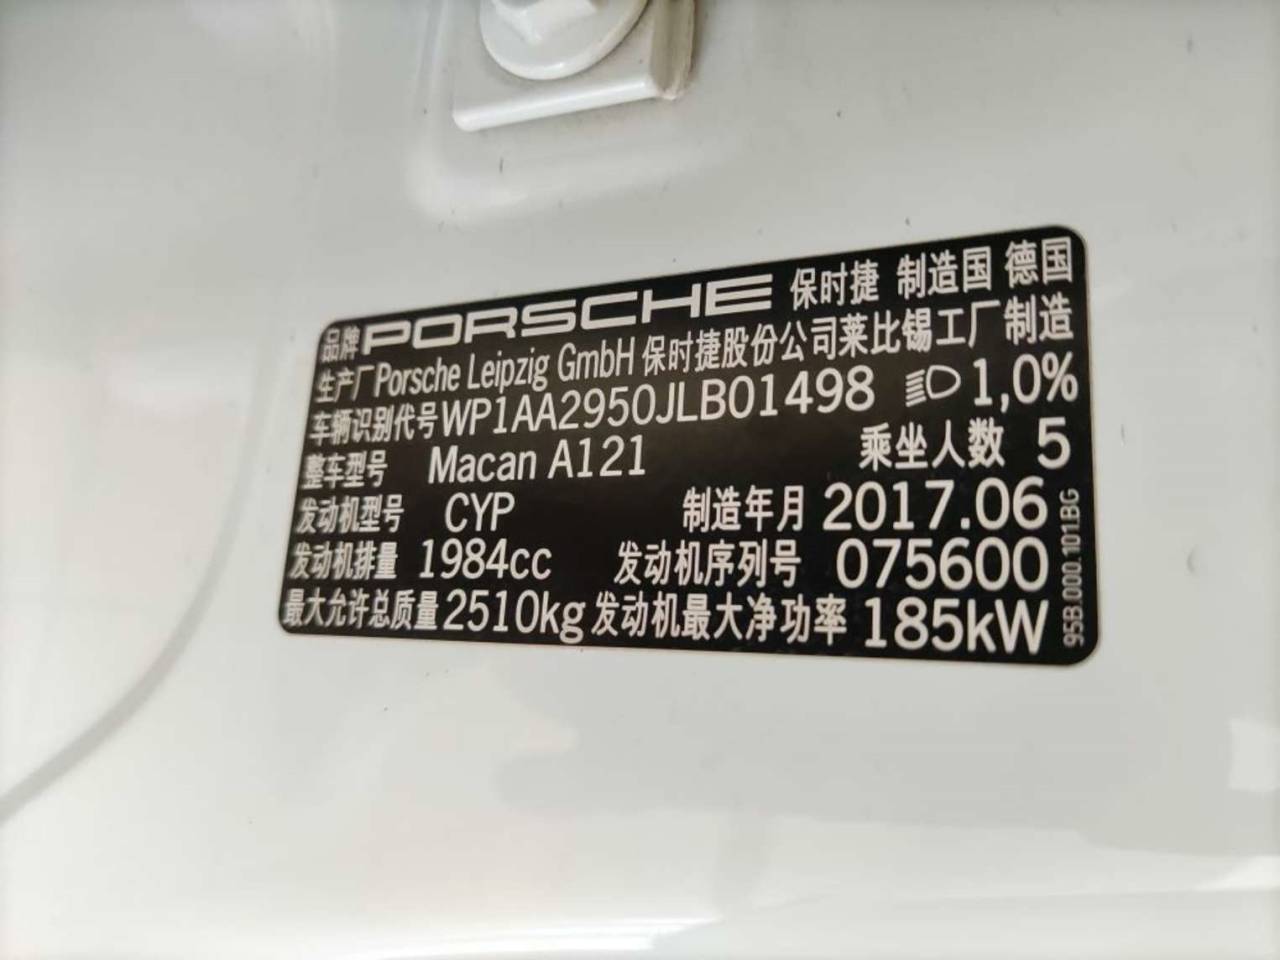 品牌 PORSCHE 保时捷 制造国 德国
生产厂Porsche Leipzig GmbH 保时捷股份公司莱比锡工厂制造
车辆识别代号WP1AA2950JLB01498 1,0%
整车型号 Macan A121 乘坐人数 5
发动机型号 CYP 制造年月 2017.06
发动机排量 1984cc 发动机序列号 075600
最大允许总质量2510kg 发动机最大净功率 185kW
95B.000.101.BG